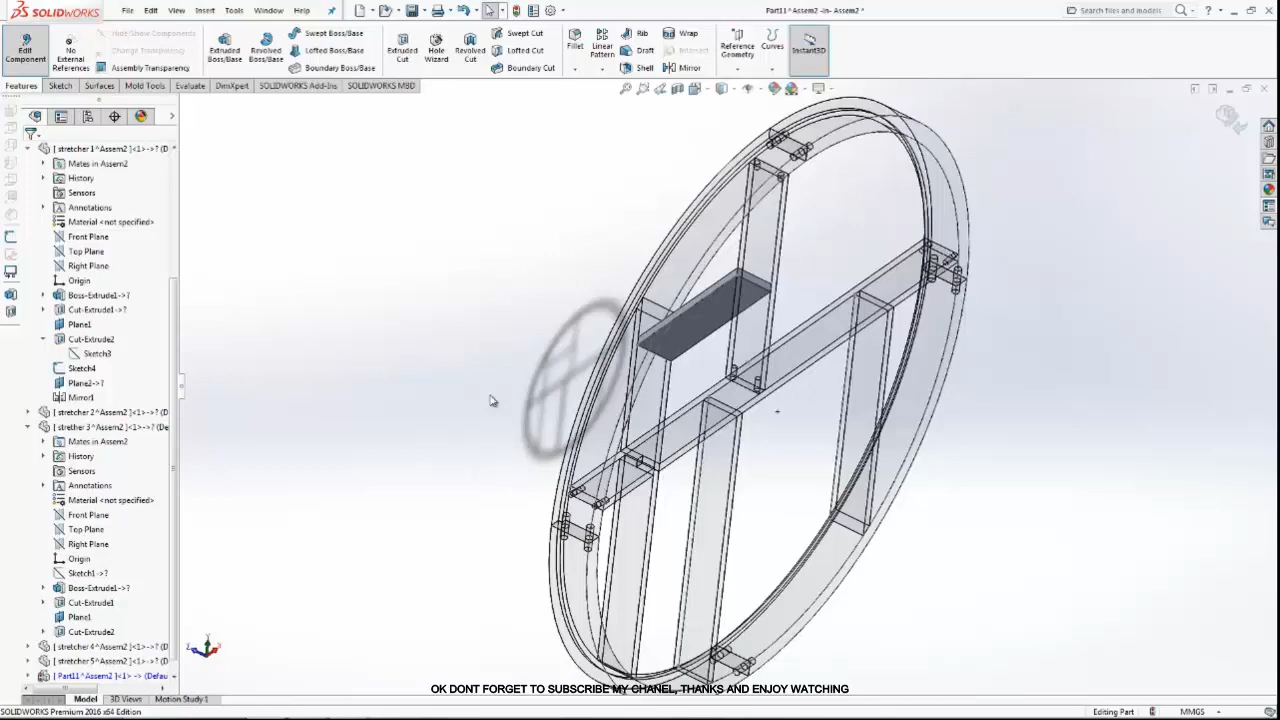 SOLIDWORKS
File Edit View Insert Tools Window Help
Part11 ^Assem2 -in- Assem2 *
Search files and models
Edit Component
No External References
Hide/Show Components
Change Transparency
Assembly Transparency
Extruded Boss/Base
Revolved Boss/Base
Swept Boss/Base
Lofted Boss/Base
Boundary Boss/Base
Extruded Cut
Hole Wizard
Revolved Cut
Swept Cut
Lofted Cut
Boundary Cut
Fillet
Linear Pattern
Rib
Draft
Shell
Wrap
Intersect
Mirror
Reference Geometry
Curves
Instant3D
Features Sketch Surfaces Mold Tools Evaluate DimXpert SOLIDWORKS Add-Ins SOLIDWORKS MBD
[ stretcher 1^Assem2 ]<1> ->? (D
Mates in Assem2
History
Sensors
Annotations
Material <not specified>
Front Plane
Top Plane
Right Plane
Origin
Boss-Extrude1->?
Cut-Extrude1->?
Plane1
Cut-Extrude2
Sketch3
Sketch4
Plane2->?
Mirror1
[ stretcher 2^Assem2 ]<1> ->? (D
[ stretcher 3^Assem2 ]<1> ->? (De
Mates in Assem2
History
Sensors
Annotations
Material <not specified>
Front Plane
Top Plane
Right Plane
Origin
Sketch1->?
Boss-Extrude1->?
Cut-Extrude1
Plane1
Cut-Extrude2
[ stretcher 4^Assem2 ]<1> ->? (D
[ stretcher 5^Assem2 ]<1> ->? (D
[ Part11^Assem2 ]<1> -> (Defau
OK DONT FORGET TO SUBSCRIBE MY CHANEL, THANKS AND ENJOY WATCHING
Model 3D Views Motion Study 1
SOLIDWORKS Premium 2016 x64 Edition
Editing Part MMGS